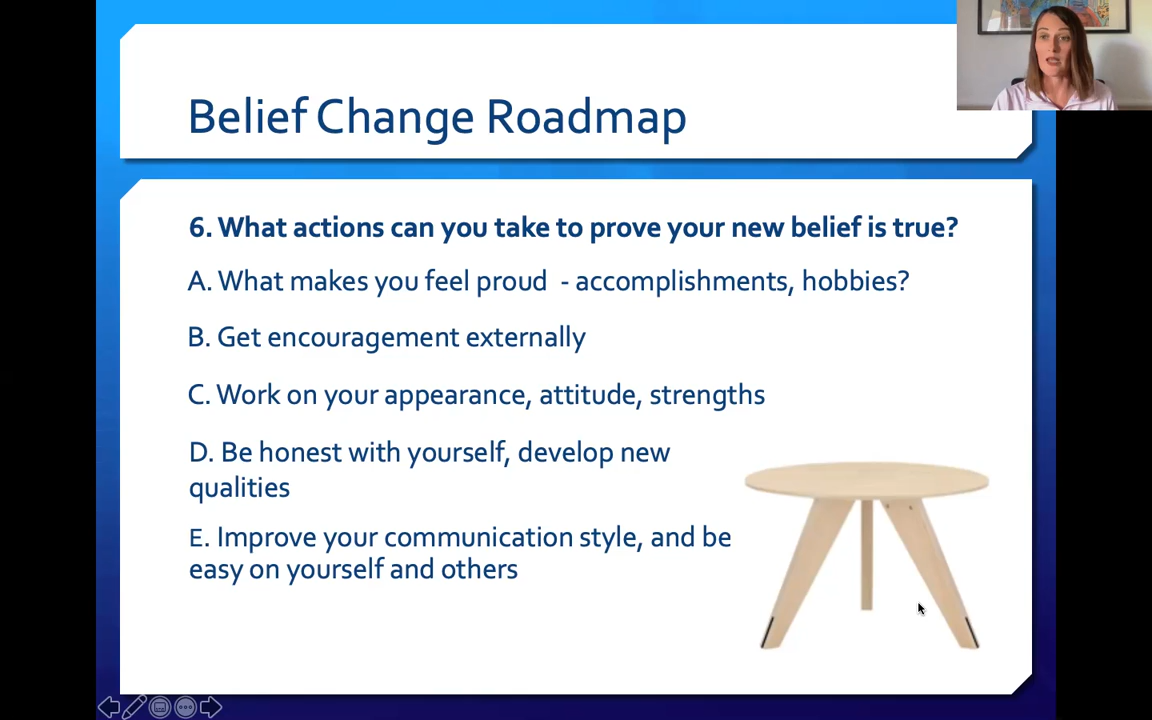 Belief Change Roadmap
6. What actions can you take to prove your new belief is true?
A. What makes you feel proud  - accomplishments, hobbies?
B. Get encouragement externally
C. Work on your appearance, attitude, strengths
D. Be honest with yourself, develop new
qualities
E. Improve your communication style, and be
easy on yourself and others